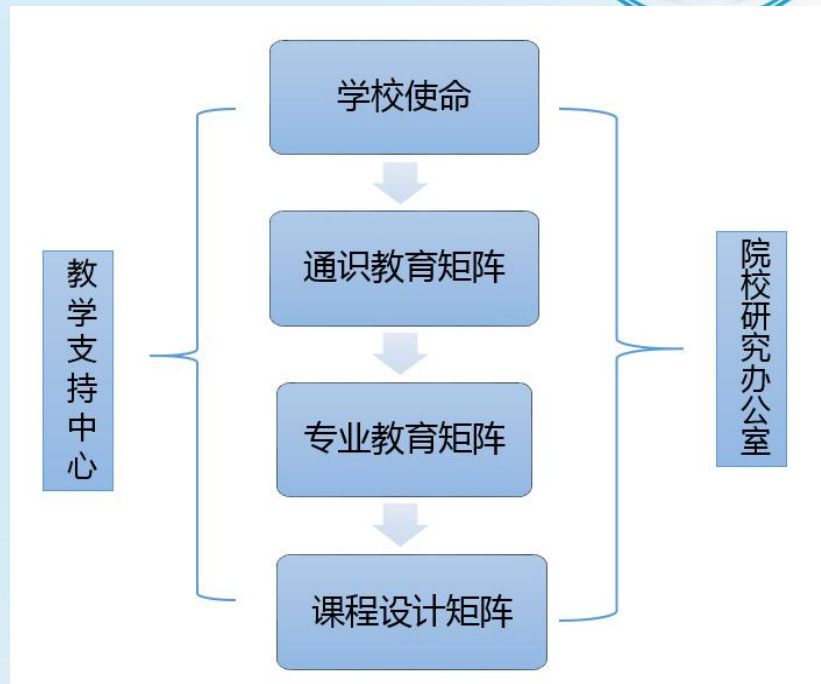 学校使命
通识教育矩阵
专业教育矩阵
课程设计矩阵
教学支持中心
院校研究办公室